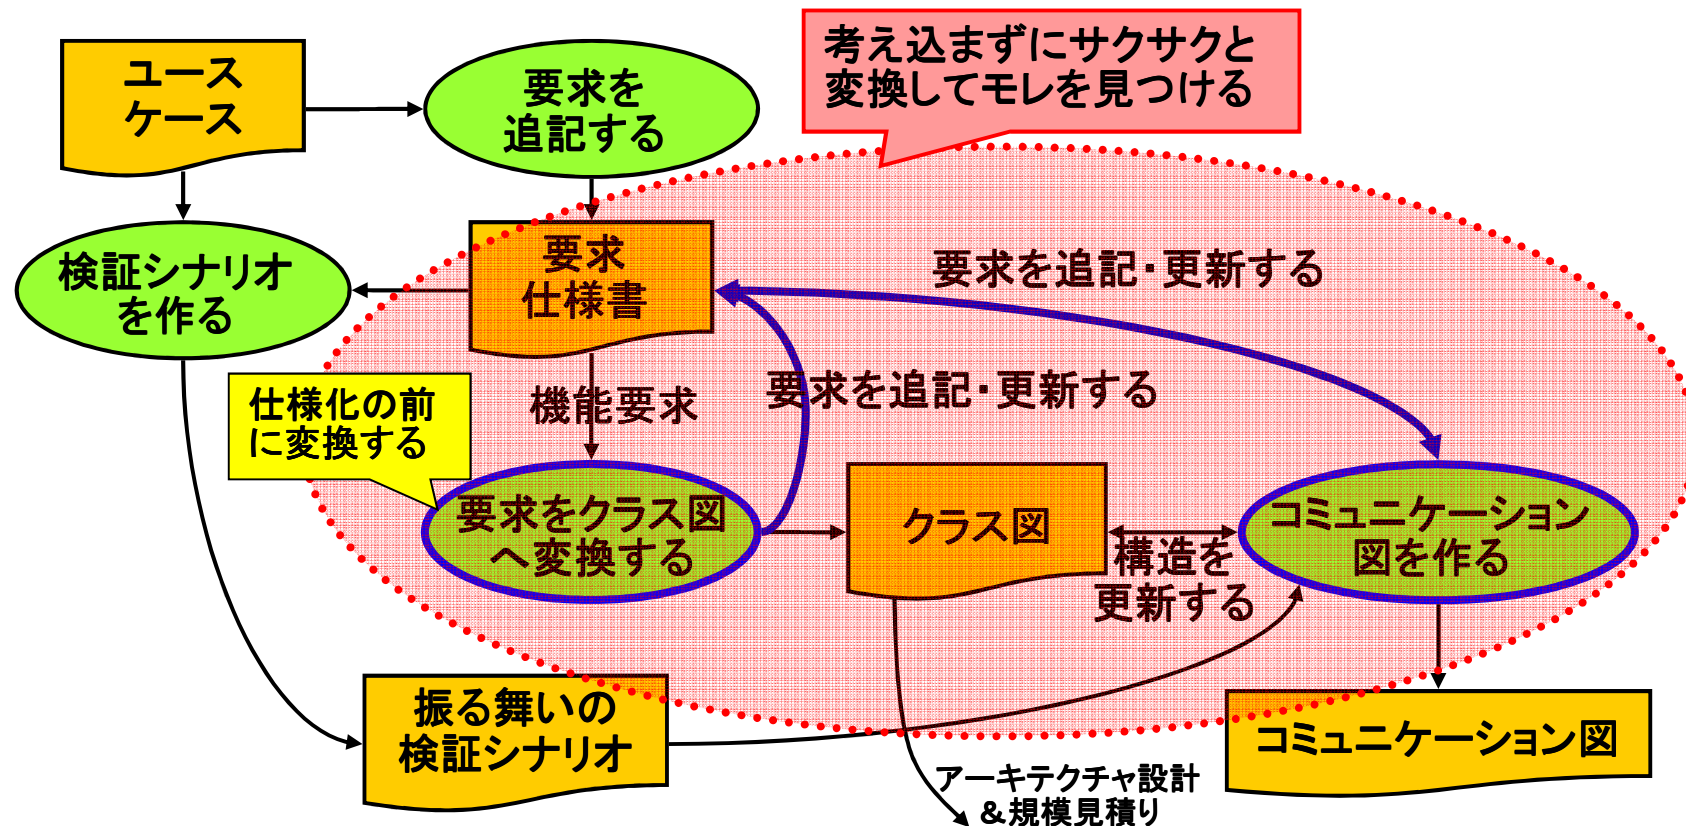 考え込まずにサクサクと
変換してモレを見つける
ユース
ケース
要求を
追記する
検証シナリオ
を作る
要求
仕様書
要求を追記・更新する
仕様化の前
に変換する
機能要求
要求を追記・更新する
要求をクラス図
へ変換する
クラス図
コミュニケーション
図を作る
構造を
更新する
振る舞いの
検証シナリオ
コミュニケーション図
アーキテクチャ設計
＆規模見積り